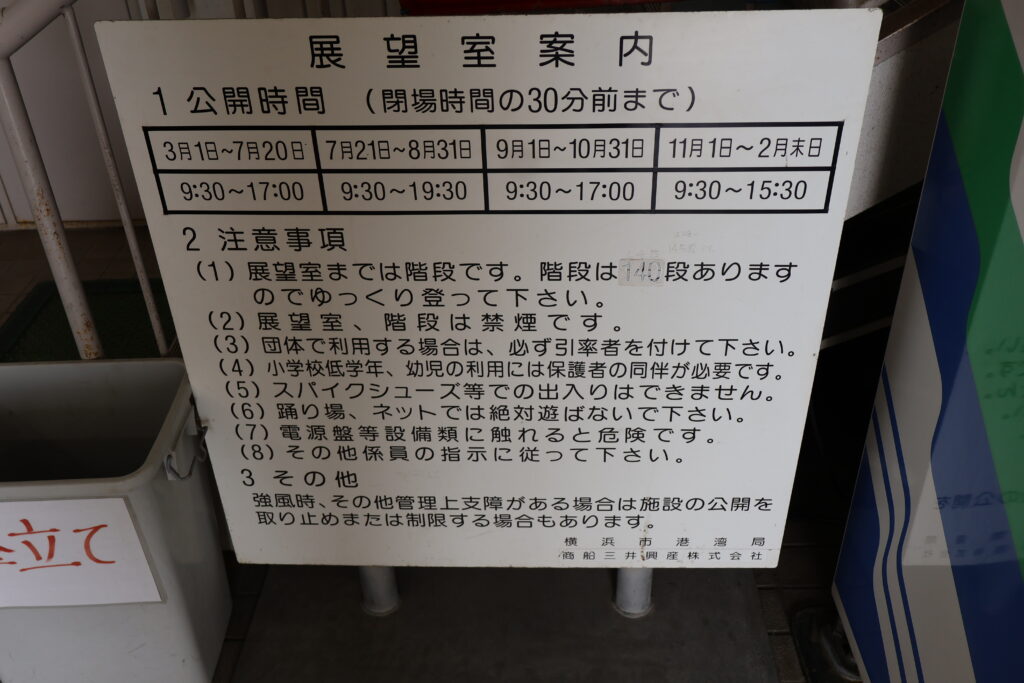 展望室案内
1 公開時間 （閉場時間の30分前まで）
3月1日～7月20日 7月21日～8月31日 9月1日～10月31日 11月1日～2月末日
9:30～17:00 9:30～19:30 9:30～17:00 9:30～15:30
2 注意事項
(1) 展望室までは階段です。階段は140段あります
のでゆっくり登って下さい。
(2) 展望室、階段は禁煙です。
(3) 団体で利用する場合は、必ず引率者を付けて下さい。
(4) 小学校低学年、幼児の利用には保護者の同伴が必要です。
(5) スパイクシューズ等での出入りはできません。
(6) 踊り場、ネットでは絶対遊ばないで下さい。
(7) 電源盤等設備類に触れると危険です。
(8) その他係員の指示に従って下さい。
3 その他
強風時、その他管理上支障がある場合は施設の公開を
取り止めまたは制限する場合もあります。
横浜市港湾局
商船三井興産株式会社
立て